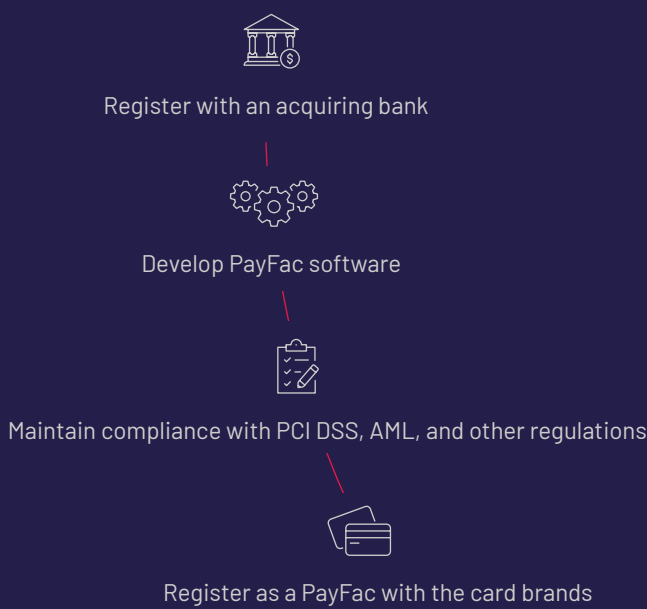 $
Register with an acquiring bank
Develop PayFac software
Maintain compliance with PCI DSS, AML, and other regulations
Register as a PayFac with the card brands